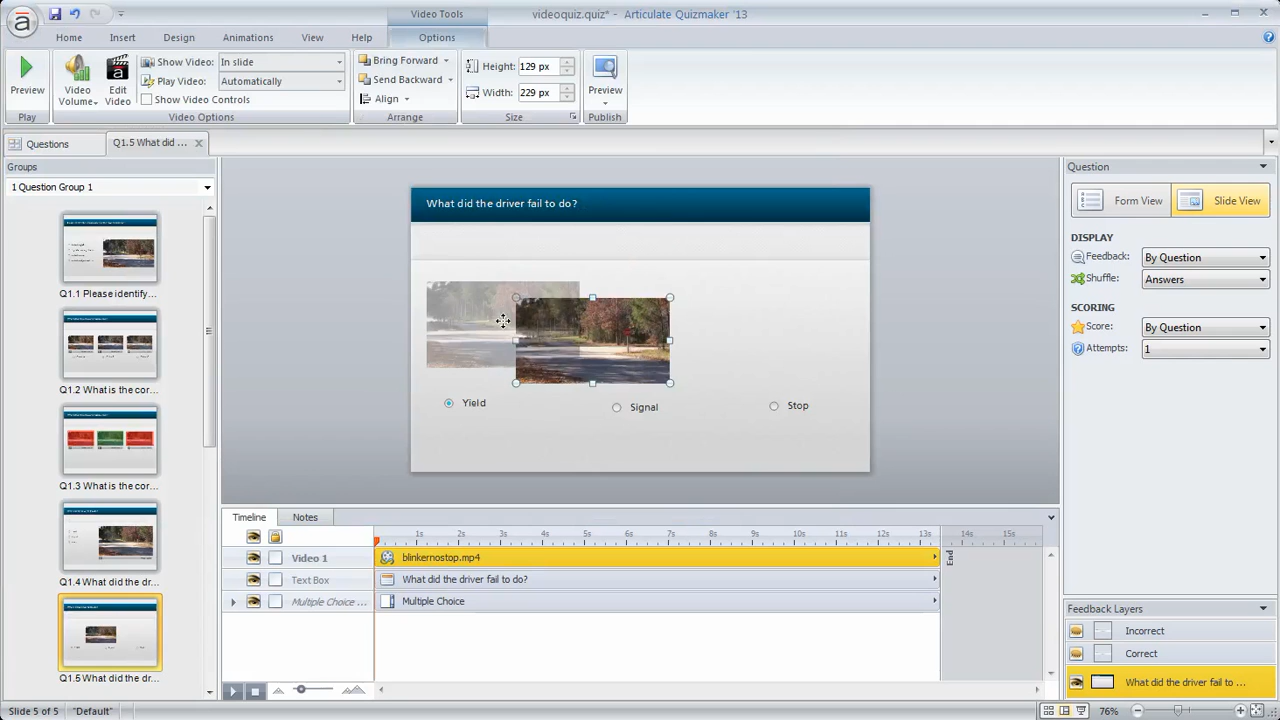 Video Tools
videoquiz.quiz* - Articulate Quizmaker '13
Home Insert Design Animations View Help Options
Preview
Play
Video Volume
Edit Video
Show Video: In slide
Play Video: Automatically
Show Video Controls
Video Options
Bring Forward
Send Backward
Align
Arrange
Height: 129 px
Width: 229 px
Size
Preview
Publish
Questions
Q1.5 What did ...
Groups
1 Question Group 1
Q1.1 Please identify...
Q1.2 What is the cor...
Q1.3 What is the cor...
Q1.4 What did the dr...
Q1.5 What did the dr...
What did the driver fail to do?
Yield
Signal
Stop
Timeline
Notes
1s 2s 3s 4s 5s 6s 7s 8s 9s 10s 11s 12s 13s 14s 15s
Video 1 blinkernostop.mp4
Text Box What did the driver fail to do?
Multiple Choice ... Multiple Choice
End
Question
Form View
Slide View
DISPLAY
Feedback: By Question
Shuffle: Answers
SCORING
Score: By Question
Attempts: 1
Feedback Layers
Incorrect
Correct
What did the driver fail to ...
Slide 5 of 5
"Default"
76%